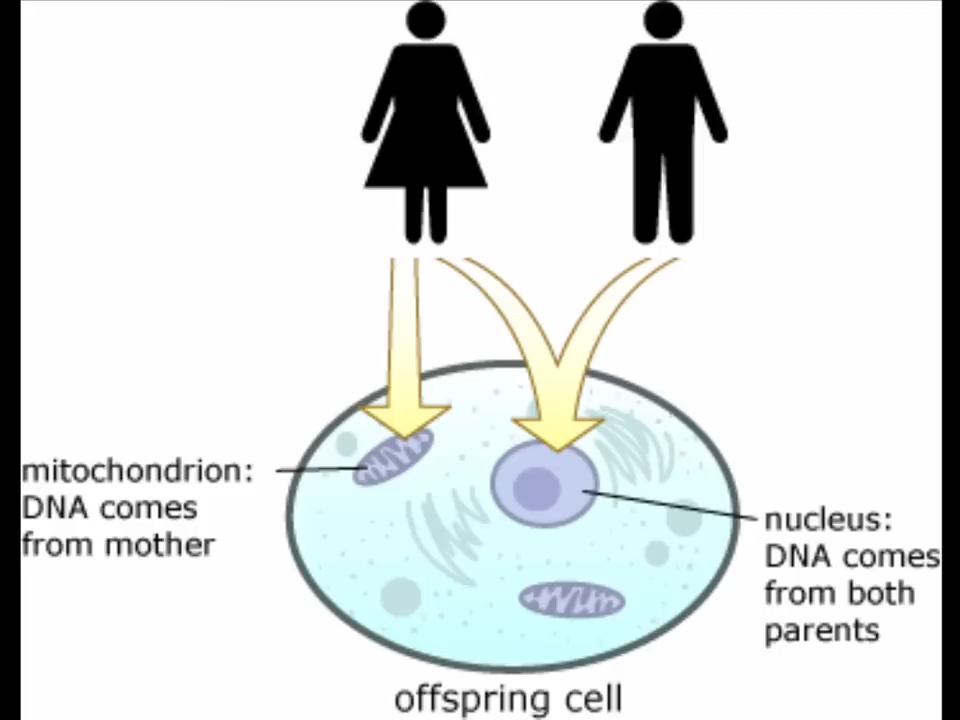 mitochondrion:
DNA comes
from mother
nucleus:
DNA comes
from both
parents
offspring cell